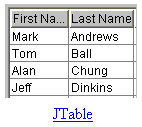 First Na... Last Name
Mark Andrews
Tom Ball
Alan Chung
Jeff Dinkins
JTable